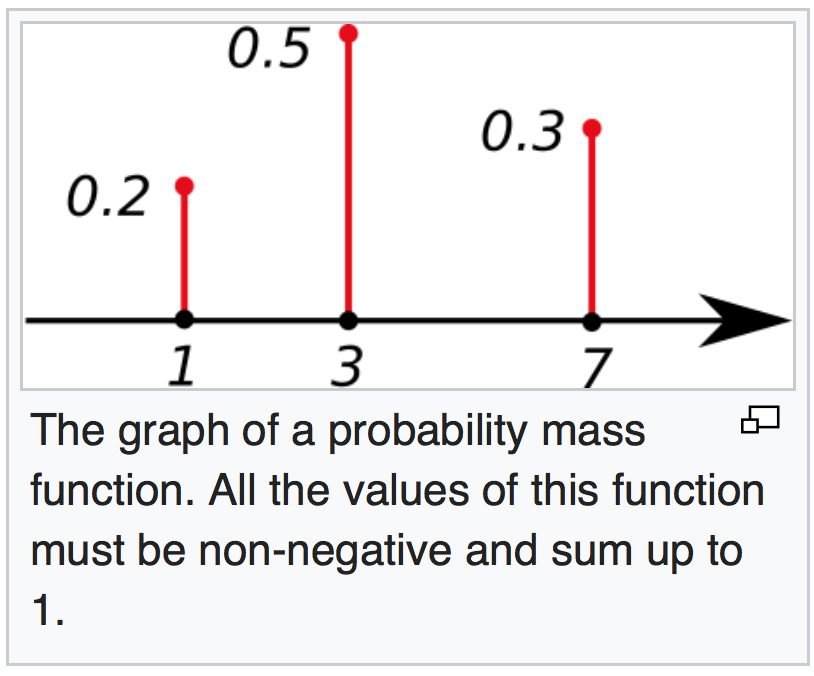 0.5
0.3
0.2
1 3 7
The graph of a probability mass
function. All the values of this function
must be non-negative and sum up to
1.